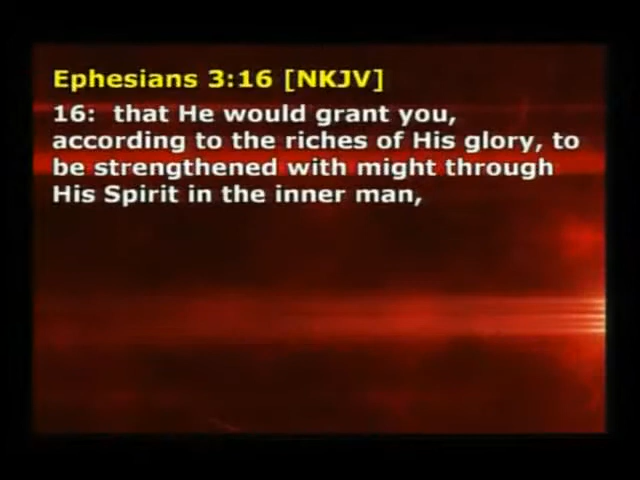 Ephesians 3:16 [NKJV]
16:  that He would grant you,
according to the riches of His glory, to
be strengthened with might through
His Spirit in the inner man,